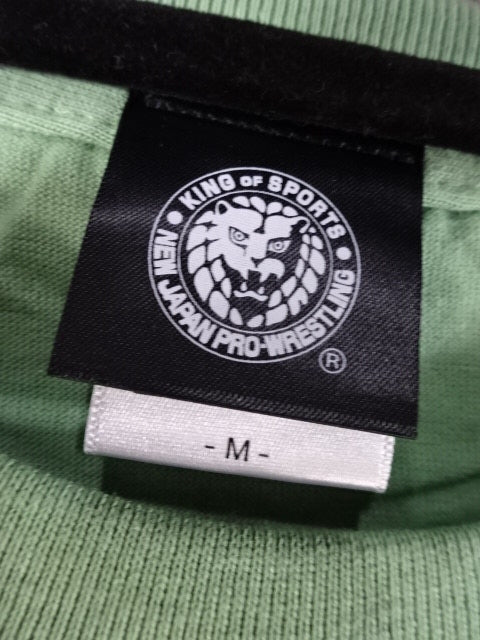 KING OF SPORTS
NEW JAPAN PRO-WRESTLING
®
- M -